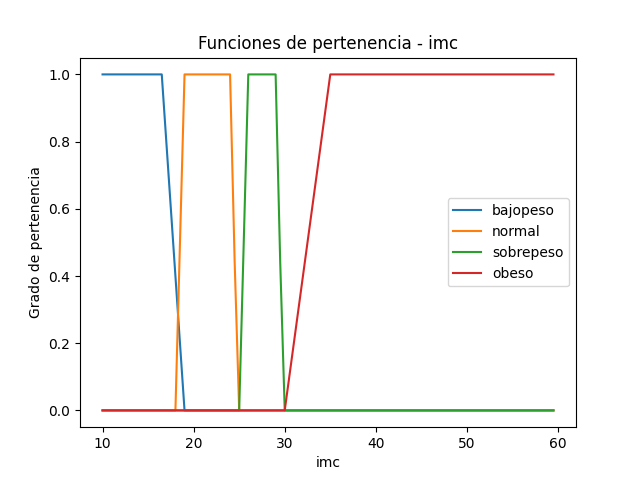 Funciones de pertenencia - imc
Grado de pertenencia
1.0
0.8
0.6
0.4
0.2
0.0
bajopeso
normal
sobrepeso
obeso
10
20
30
40
50
60
imc